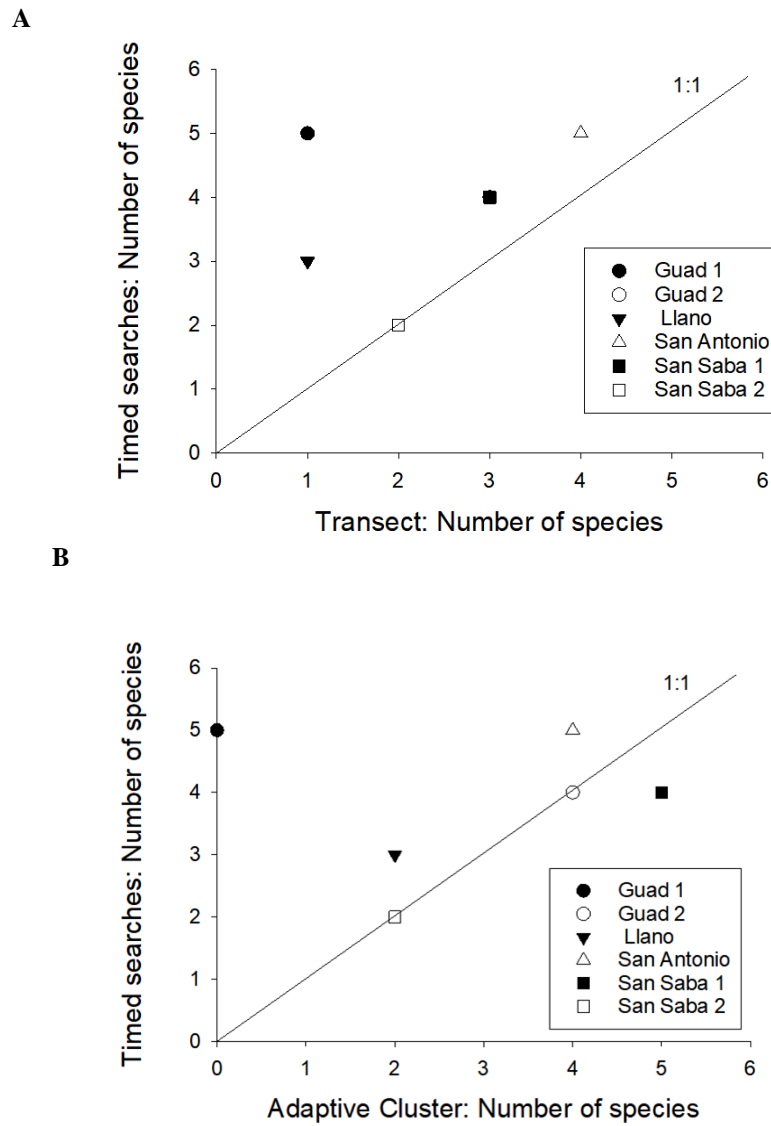 A
Timed searches: Number of species
6
5
4
3
2
1
0
1:1
Guad 1
Guad 2
Llano
San Antonio
San Saba 1
San Saba 2
0 1 2 3 4 5 6
Transect: Number of species
B
Timed searches: Number of species
6
5
4
3
2
1
0
1:1
Guad 1
Guad 2
Llano
San Antonio
San Saba 1
San Saba 2
0 1 2 3 4 5 6
Adaptive Cluster: Number of species